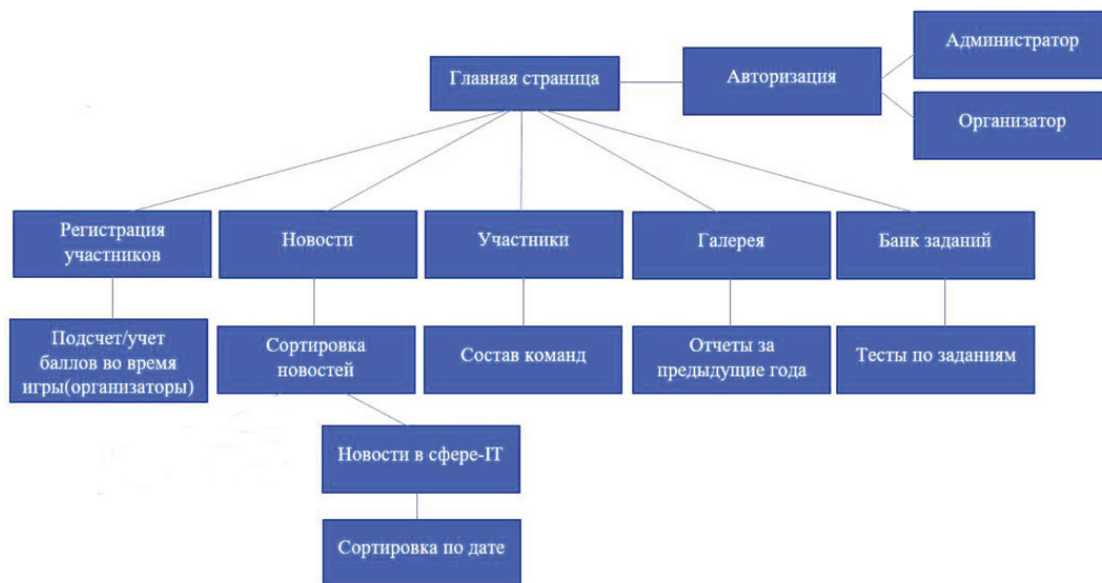 Администратор
Главная страница
Авторизация
Организатор
Регистрация
участников
Новости
Участники
Галерея
Банк заданий
Подсчет/учет
баллов во время
игры(организаторы)
Сортировка
новостей
Состав команд
Отчеты за
предыдущие года
Тесты по заданиям
Новости в сфере-IT
Сортировка по дате